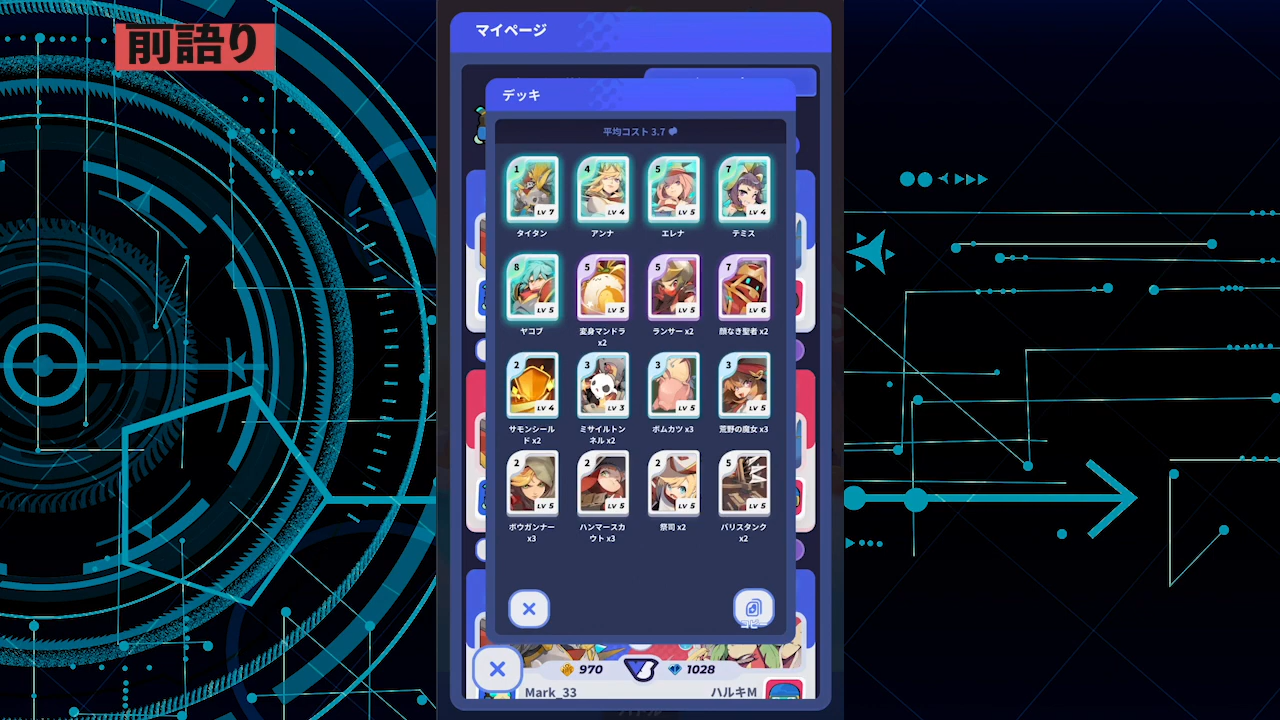 前語り
マイページ
デッキ
平均コスト 3.7
1 4 5 7
LV 7 LV 4 LV 5 LV 4
タイタン アンナ エレナ テミス
8 5 5 7
LV 5 LV 5 LV 5 LV 6
ヤコブ 変身マンドラ x2 ランサー x2 顔なき聖者 x2
2 3 3 3
LV 4 LV 3 LV 5 LV 5
サモンシールド x2 ミサイルトンネル x2 ボムカツ x3 荒野の魔女 x3
2 2 2 5
LV 5 LV 5 LV 5 LV 5
ボウガンナー x3 ハンマースカウト x3 祭司 x2 バリスタンク x2
コピー
970 1028
Mark_33 ハルキM